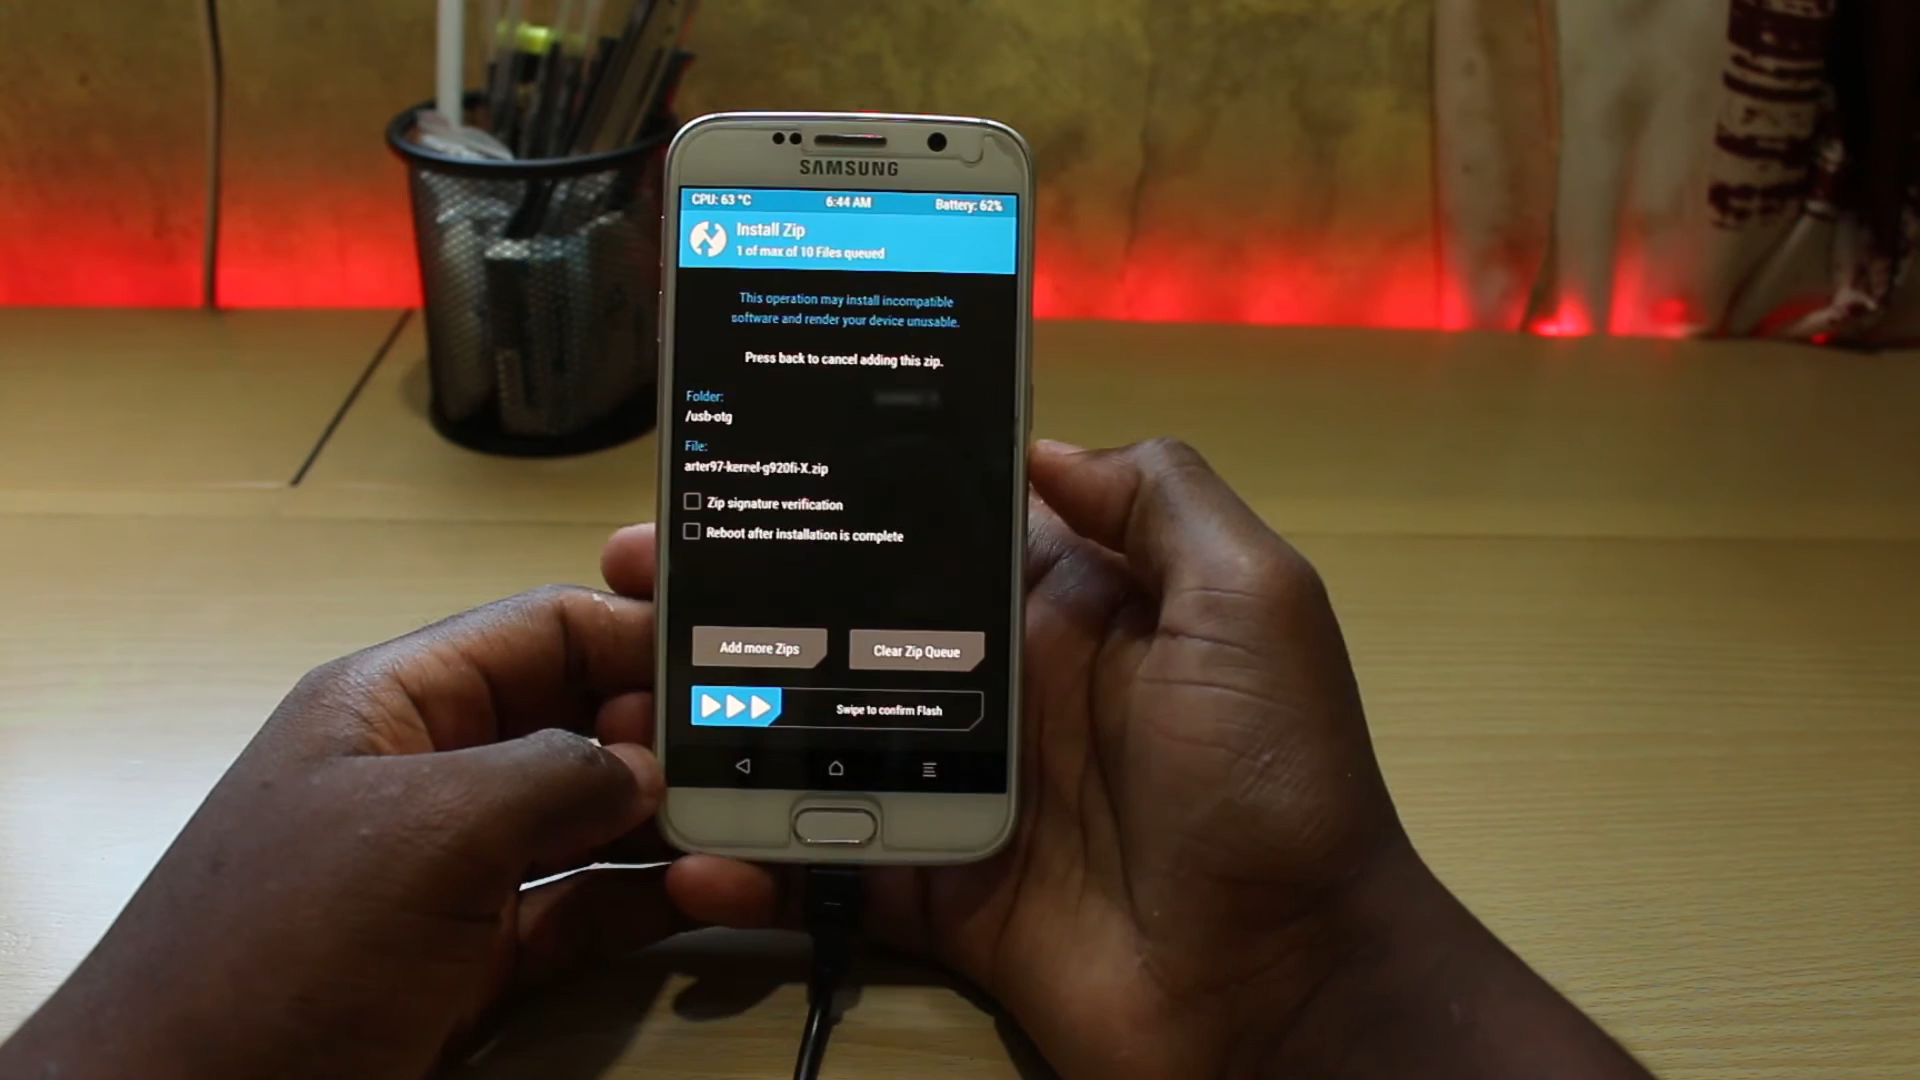 SAMSUNG
CPU: 63 °C 6:44 AM Battery: 62%
Install Zip
1 of max of 10 Files queued
This operation may install incompatible
software and render your device unusable.
Press back to cancel adding this zip.
Folder:
/usb-otg
File:
arter97-kernel-g920fi-X.zip
Zip signature verification
Reboot after installation is complete
Add more Zips Clear Zip Queue
Swipe to confirm Flash